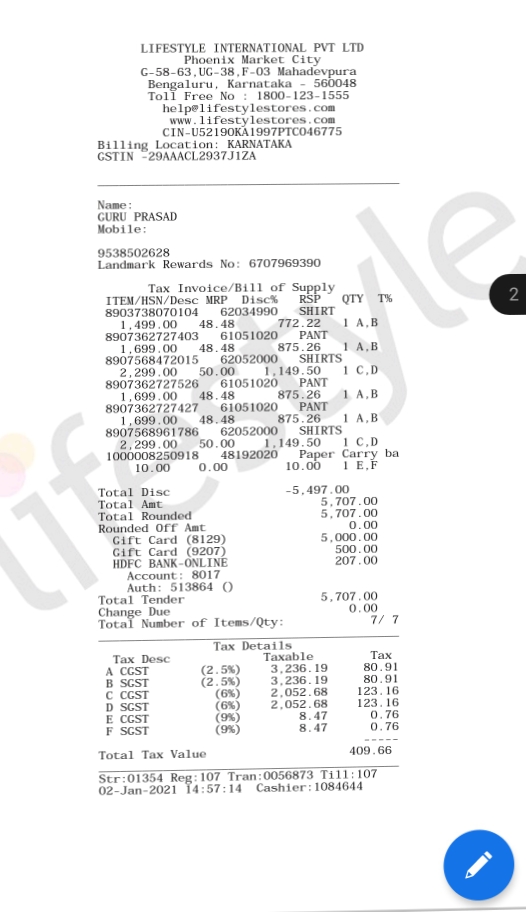 LIFESTYLE INTERNATIONAL PVT LTD
Phoenix Market City
G-58-63,UG-38,F-03 Mahadevpura
Bengaluru, Karnataka - 560048
Toll Free No : 1800-123-1555
help@lifestylestores.com
www.lifestylestores.com
CIN-U52190KA1997PTC046775
Billing Location: KARNATAKA
GSTIN -29AAACL2937J1ZA
Name:
GURU PRASAD
Mobile:
9538502628
Landmark Rewards No: 6707969390
Tax Invoice/Bill of Supply
ITEM/HSN/Desc MRP Disc% RSP QTY T%
8903738070104 62034990 SHIRT
1,499.00 48.48 772.22 1 A,B
8907362727403 61051020 PANT
1,699.00 48.48 875.26 1 A,B
8907568472015 62052000 SHIRTS
2,299.00 50.00 1,149.50 1 C,D
8907362727526 61051020 PANT
1,699.00 48.48 875.26 1 A,B
8907362727427 61051020 PANT
1,699.00 48.48 875.26 1 A,B
8907568961786 62052000 SHIRTS
2,299.00 50.00 1,149.50 1 C,D
1000008250918 48192020 Paper Carry ba
10.00 0.00 10.00 1 E,F
Total Disc -5,497.00
Total Amt 5,707.00
Total Rounded 5,707.00
Rounded Off Amt 0.00
Gift Card (8129) 5,000.00
Gift Card (9207) 500.00
HDFC BANK-ONLINE 207.00
Account: 8017
Auth: 513864 ()
Total Tender 5,707.00
Change Due 0.00
Total Number of Items/Qty: 7/ 7
Tax Details
Tax Desc Taxable Tax
A CGST (2.5%) 3,236.19 80.91
B SGST (2.5%) 3,236.19 80.91
C CGST (6%) 2,052.68 123.16
D SGST (6%) 2,052.68 123.16
E CGST (9%) 8.47 0.76
F SGST (9%) 8.47 0.76
-----
Total Tax Value 409.66
Str:01354 Reg:107 Tran:0056873 Till:107
02-Jan-2021 14:57:14 Cashier:1084644
lifestyle
2